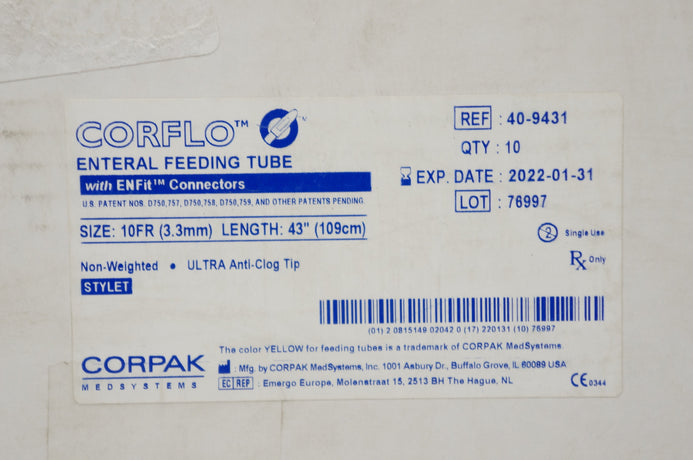 CORFLO™
ENTERAL FEEDING TUBE
with ENFit™ Connectors
U.S. PATENT NOS. D750,757, D750,758, D750,759, AND OTHER PATENTS PENDING.
SIZE: 10FR (3.3mm) LENGTH: 43" (109cm)
Non-Weighted • ULTRA Anti-Clog Tip
STYLET
REF : 40-9431
QTY : 10
EXP. DATE : 2022-01-31
LOT : 76997
2 Single Use
Rx Only
(01) 2 0815149 02042 0 (17) 220131 (10) 76997
CORPAK
MEDSYSTEMS
The color YELLOW for feeding tubes is a trademark of CORPAK MedSystems.
: Mfg. by CORPAK MedSystems, Inc. 1001 Asbury Dr., Buffalo Grove, IL 60089 USA
EC REP : Emergo Europe, Molenstraat 15, 2513 BH The Hague, NL
CE 0344